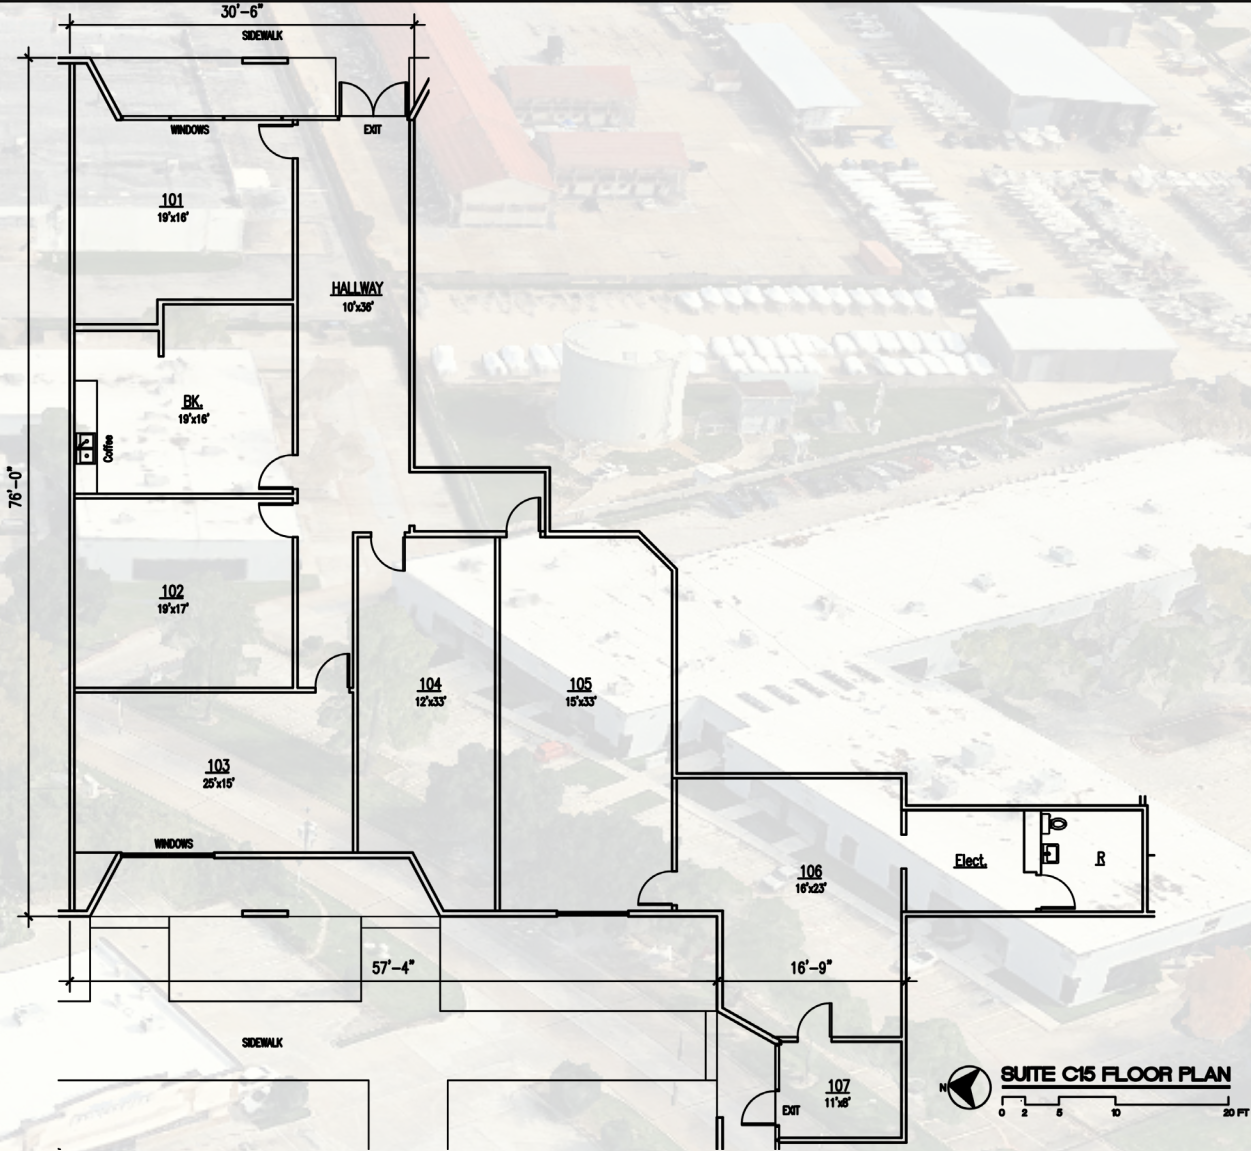 30'-6"
SIDEWALK
WINDOWS
EXIT
101
19'x16'
HALLWAY
10'x36'
BK.
19'x16'
Coffee
76'-0"
102
19'x17'
104
12'x33'
105
15'x33'
103
25'x15'
WINDOWS
106
16'x23'
Elect.
R
57'-4"
16'-9"
SIDEWALK
107
11'x8'
EXIT
N
SUITE C15 FLOOR PLAN
0 2 5 10 20 FT